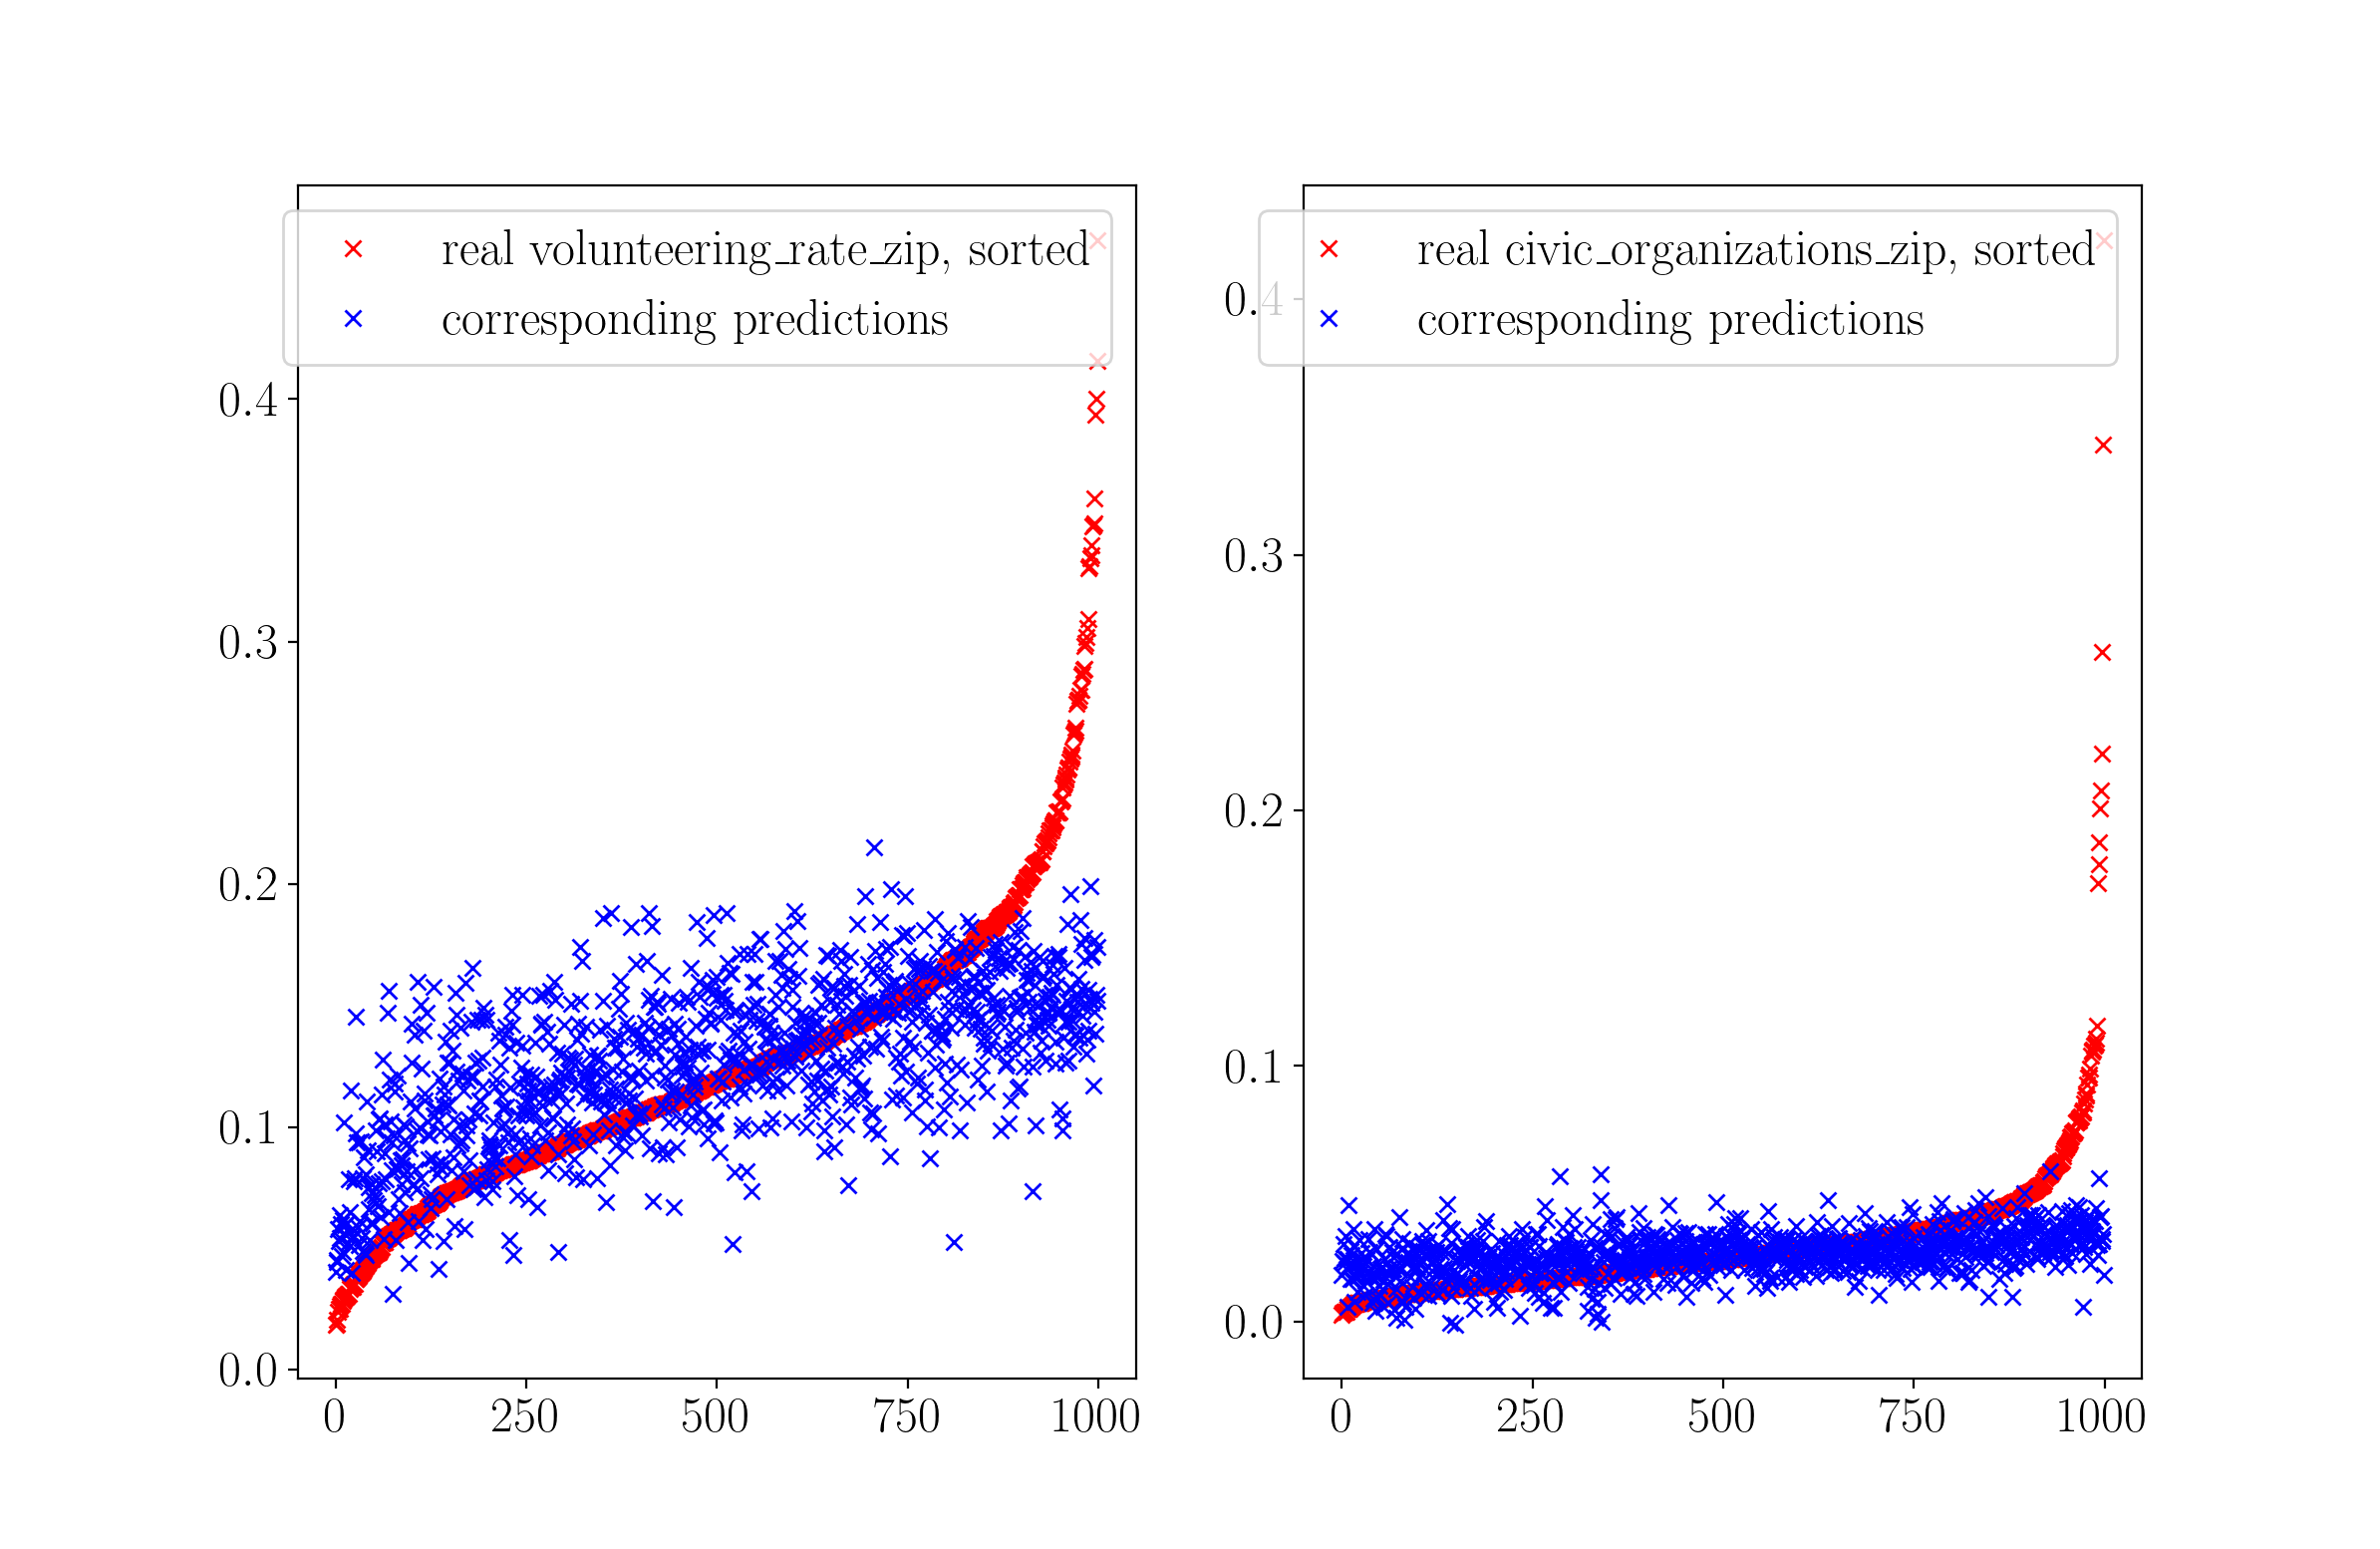 real volunteering_rate_zip, sorted
corresponding predictions
0.4
0.3
0.2
0.1
0.0
0 250 500 750 1000
real civic_organizations_zip, sorted
corresponding predictions
0.4
0.3
0.2
0.1
0.0
0 250 500 750 1000